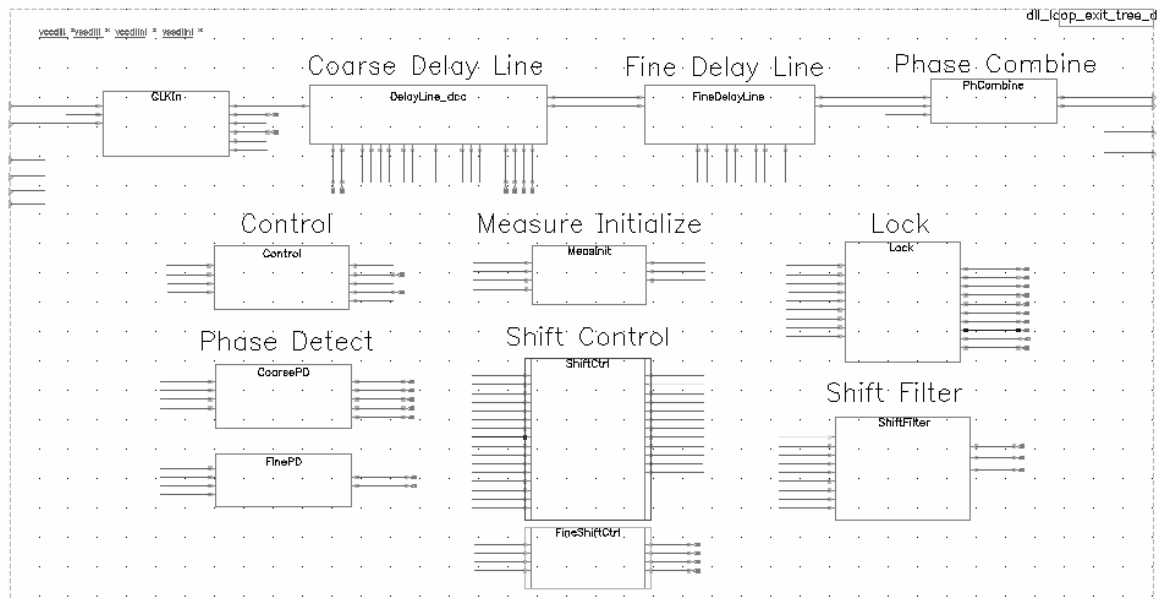 dll_loop_exit_tree_d
Coarse Delay Line
Fine Delay Line
Phase Combine
CLKIn
DelayLine_dcc
FineDelayLine
PhCombine
Control
Measure Initialize
Lock
Control
MeasInit
Lock
Phase Detect
Shift Control
CoarsePD
ShiftCtrl
Shift Filter
ShiftFilter
FinePD
FineShiftCtrl